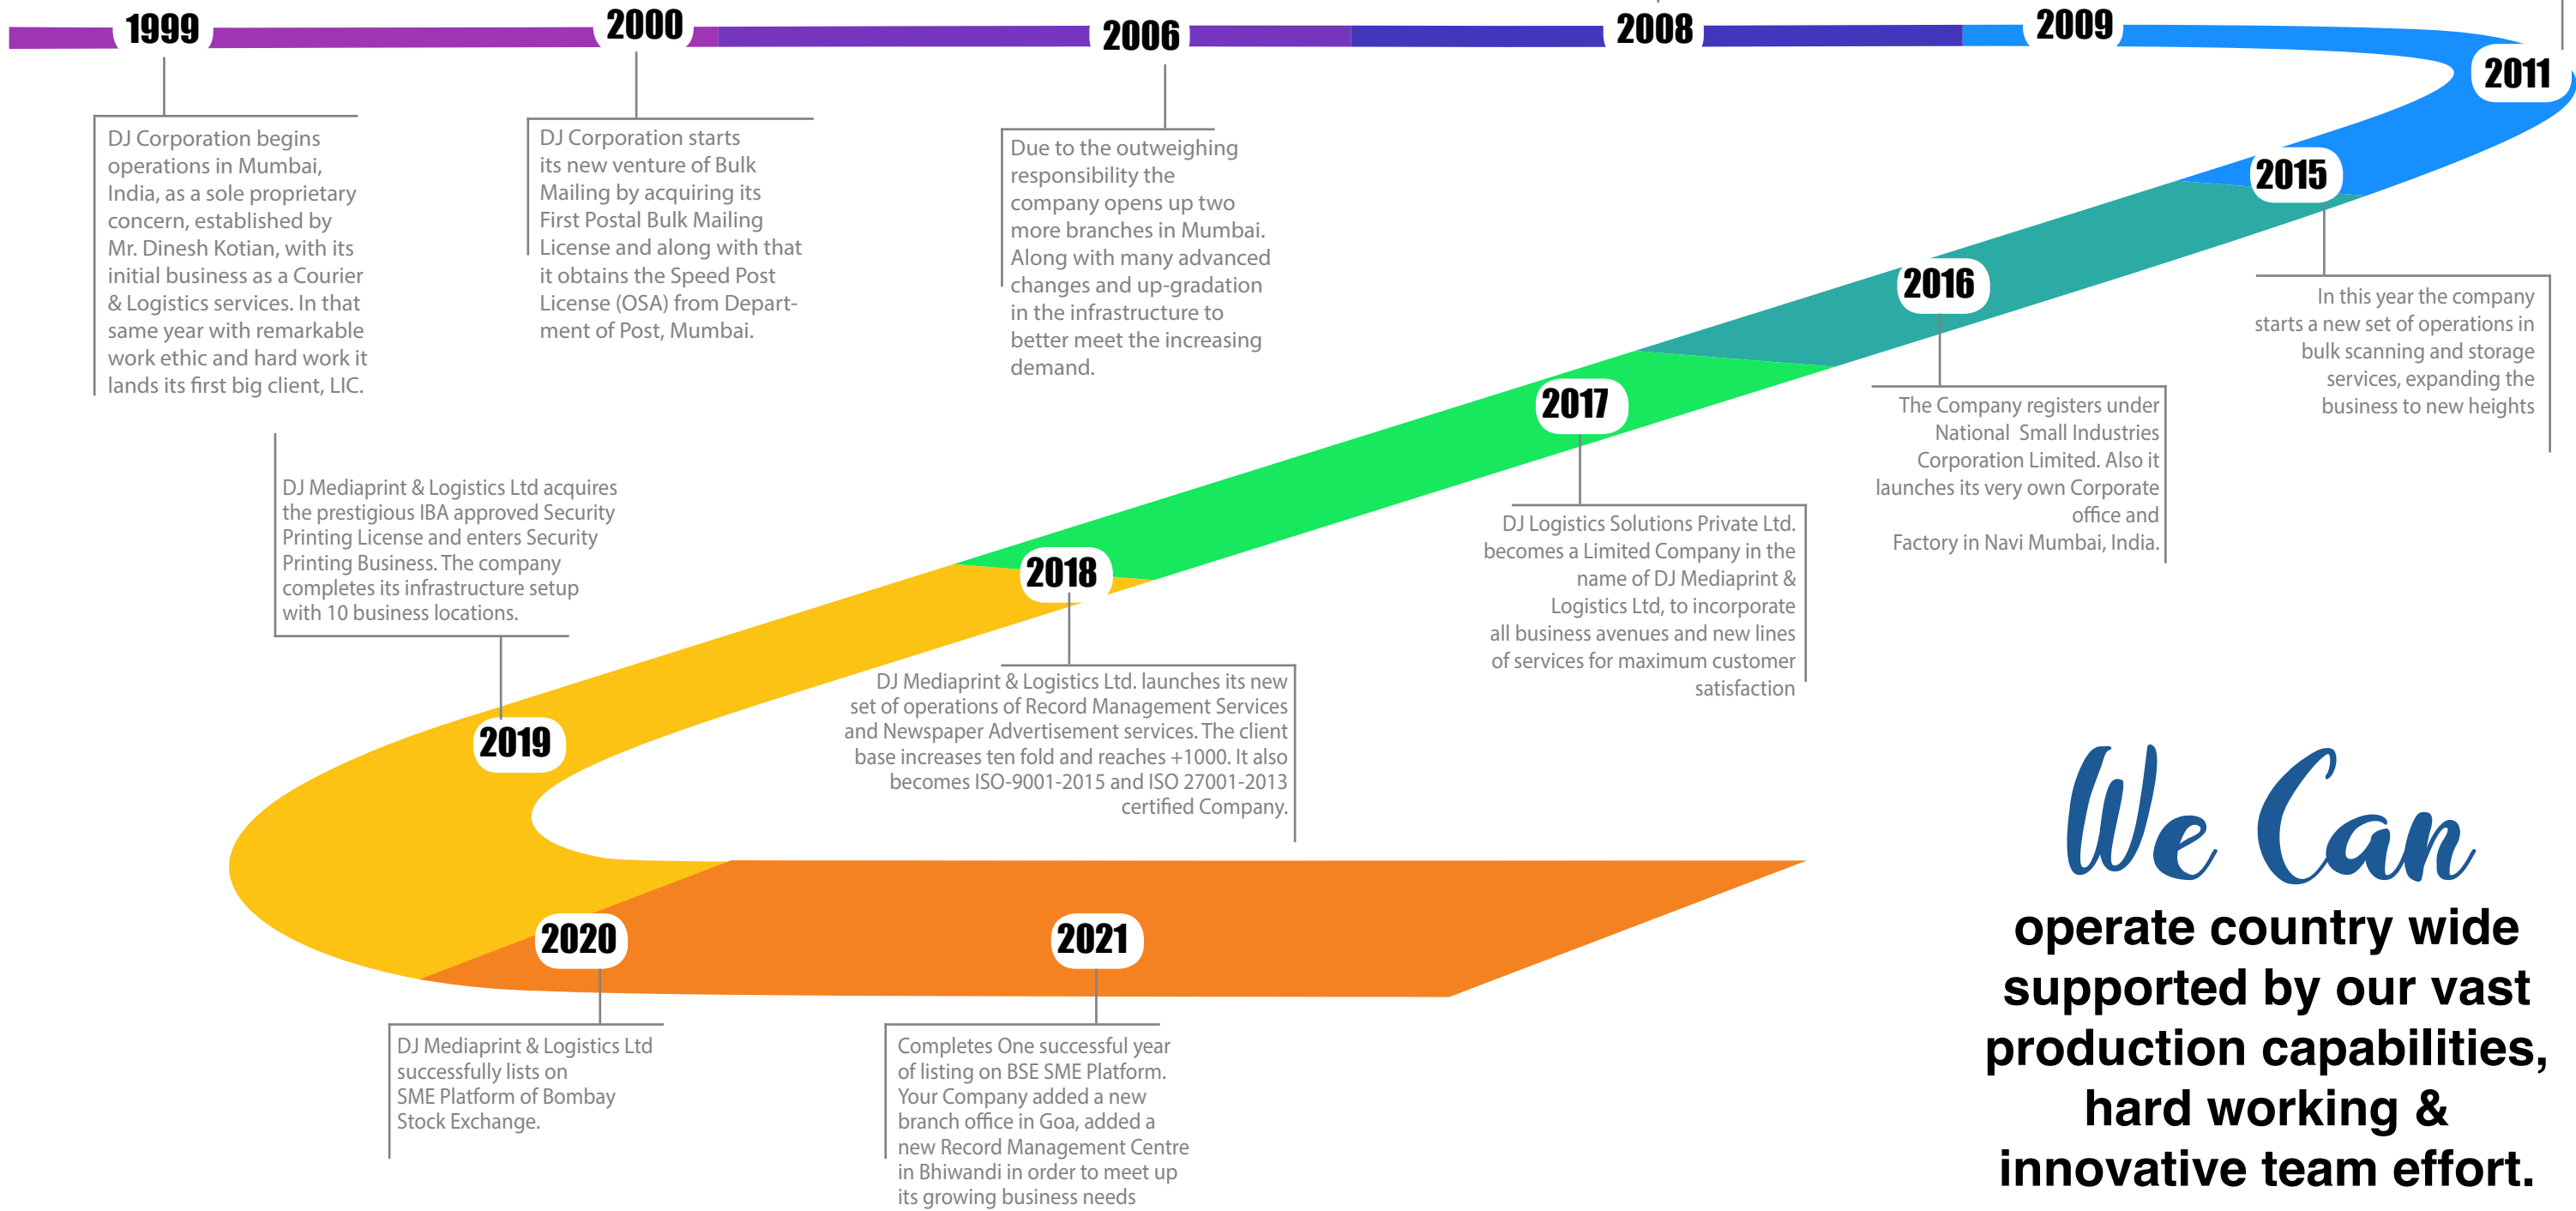 1999
2000
2006
2008
2009
2011
DJ Corporation begins
operations in Mumbai,
India, as a sole proprietary
concern, established by
Mr. Dinesh Kotian, with its
initial business as a Courier
& Logistics services. In that
same year with remarkable
work ethic and hard work it
lands its first big client, LIC.
DJ Corporation starts
its new venture of Bulk
Mailing by acquiring its
First Postal Bulk Mailing
License and along with that
it obtains the Speed Post
License (OSA) from Depart-
ment of Post, Mumbai.
Due to the outweighing
responsibility the
company opens up two
more branches in Mumbai.
Along with many advanced
changes and up-gradation
in the infrastructure to
better meet the increasing
demand.
2015
In this year the company
starts a new set of operations in
bulk scanning and storage
services, expanding the
business to new heights
2016
The Company registers under
National Small Industries
Corporation Limited. Also it
launches its very own Corporate
office and
Factory in Navi Mumbai, India.
2017
DJ Logistics Solutions Private Ltd.
becomes a Limited Company in the
name of DJ Mediaprint &
Logistics Ltd, to incorporate
all business avenues and new lines
of services for maximum customer
satisfaction
2018
DJ Mediaprint & Logistics Ltd. launches its new
set of operations of Record Management Services
and Newspaper Advertisement services. The client
base increases ten fold and reaches +1000. It also
becomes ISO-9001-2015 and ISO 27001-2013
certified Company.
DJ Mediaprint & Logistics Ltd acquires
the prestigious IBA approved Security
Printing License and enters Security
Printing Business. The company
completes its infrastructure setup
with 10 business locations.
2019
2020
DJ Mediaprint & Logistics Ltd
successfully lists on
SME Platform of Bombay
Stock Exchange.
2021
Completes One successful year
of listing on BSE SME Platform.
Your Company added a new
branch office in Goa, added a
new Record Management Centre
in Bhiwandi in order to meet up
its growing business needs
We Can
operate country wide
supported by our vast
production capabilities,
hard working &
innovative team effort.